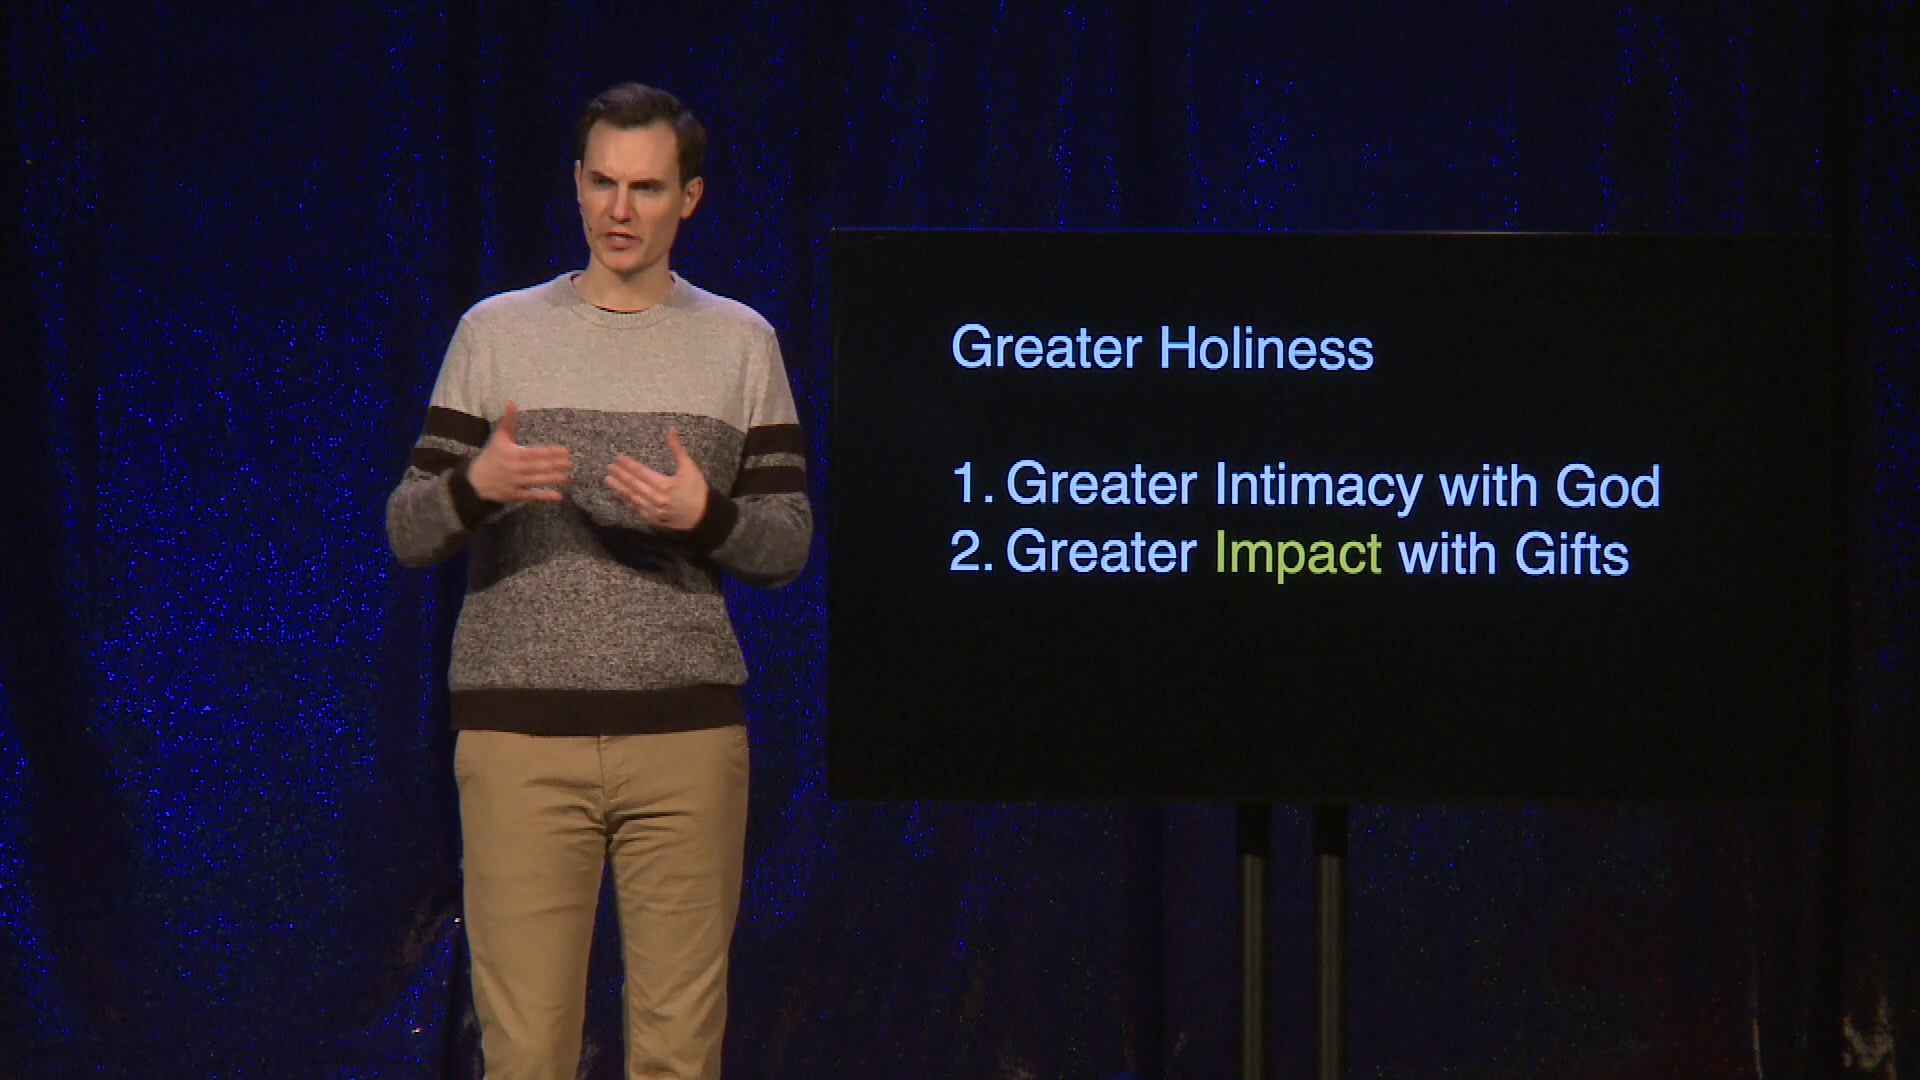 Greater Holiness
1. Greater Intimacy with God
2. Greater Impact with Gifts